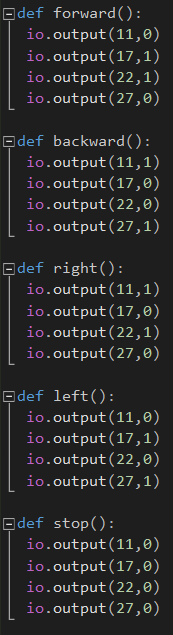 def forward():
io.output(11,0)
io.output(17,1)
io.output(22,1)
io.output(27,0)
def backward():
io.output(11,1)
io.output(17,0)
io.output(22,0)
io.output(27,1)
def right():
io.output(11,1)
io.output(17,0)
io.output(22,1)
io.output(27,0)
def left():
io.output(11,0)
io.output(17,1)
io.output(22,0)
io.output(27,1)
def stop():
io.output(11,0)
io.output(17,0)
io.output(22,0)
io.output(27,0)